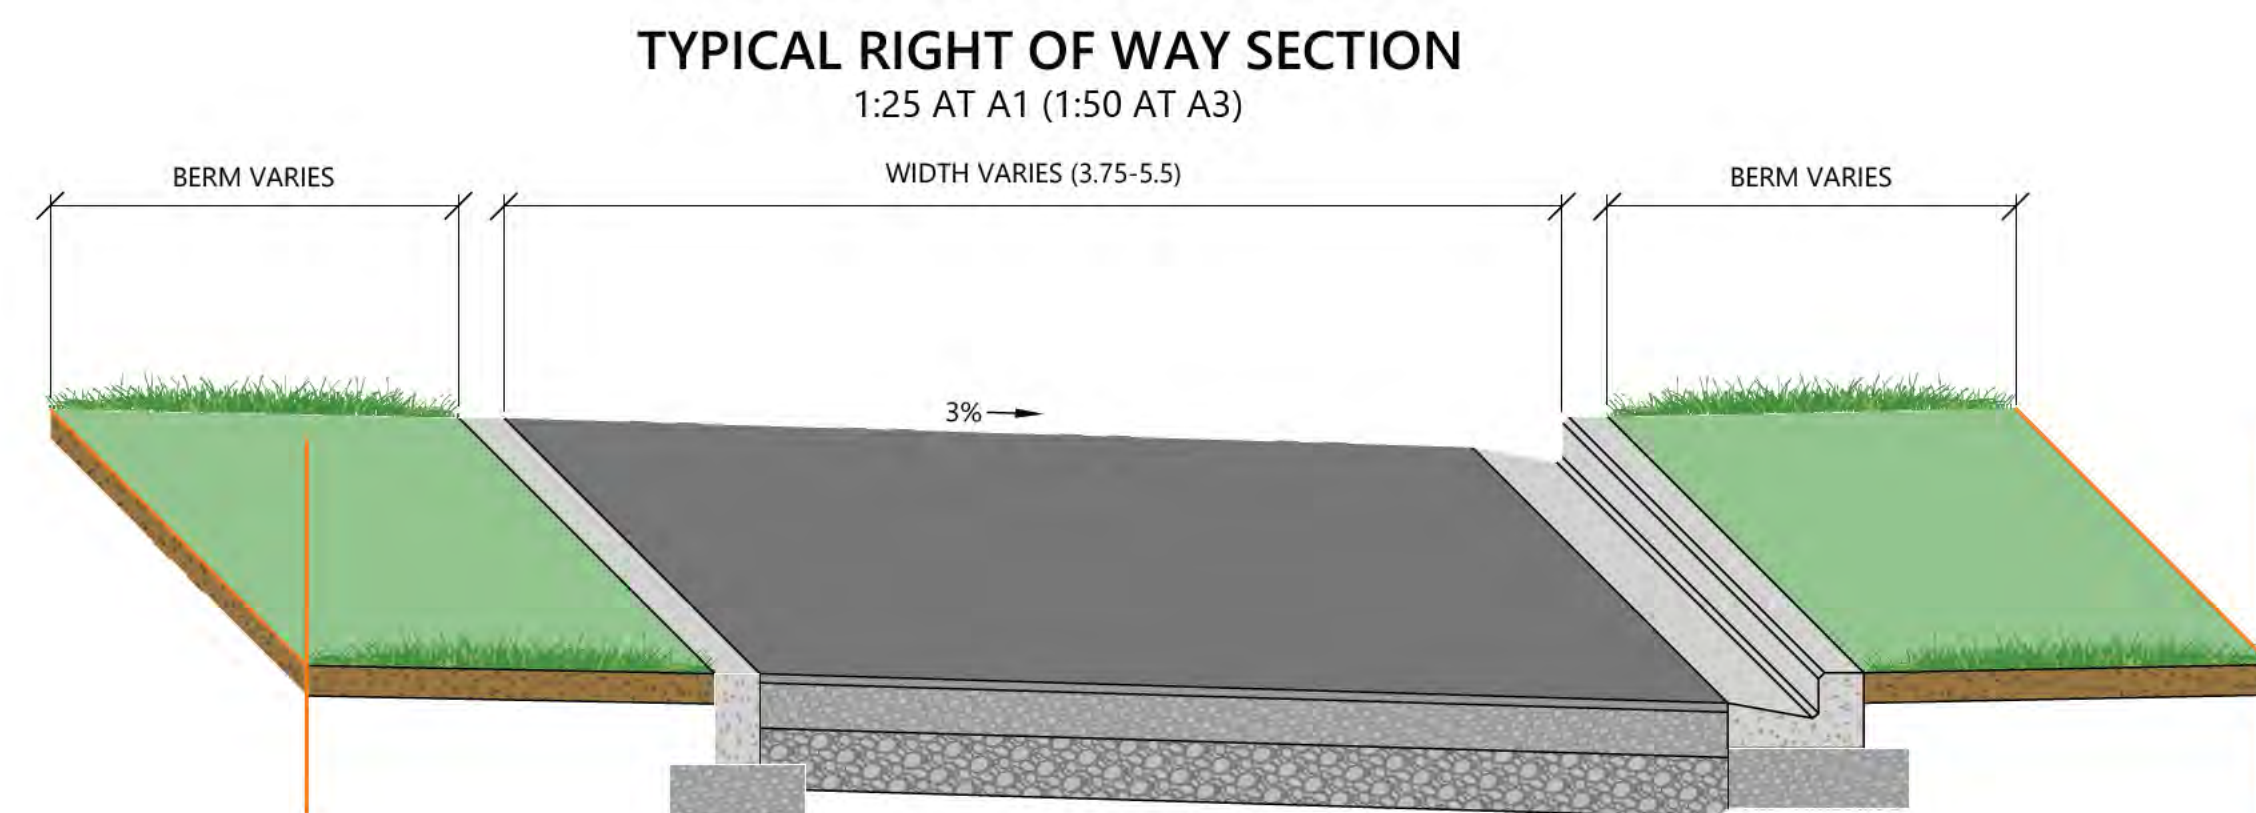 TYPICAL RIGHT OF WAY SECTION
1:25 AT A1 (1:50 AT A3)
BERM VARIES
WIDTH VARIES (3.75-5.5)
BERM VARIES
3%